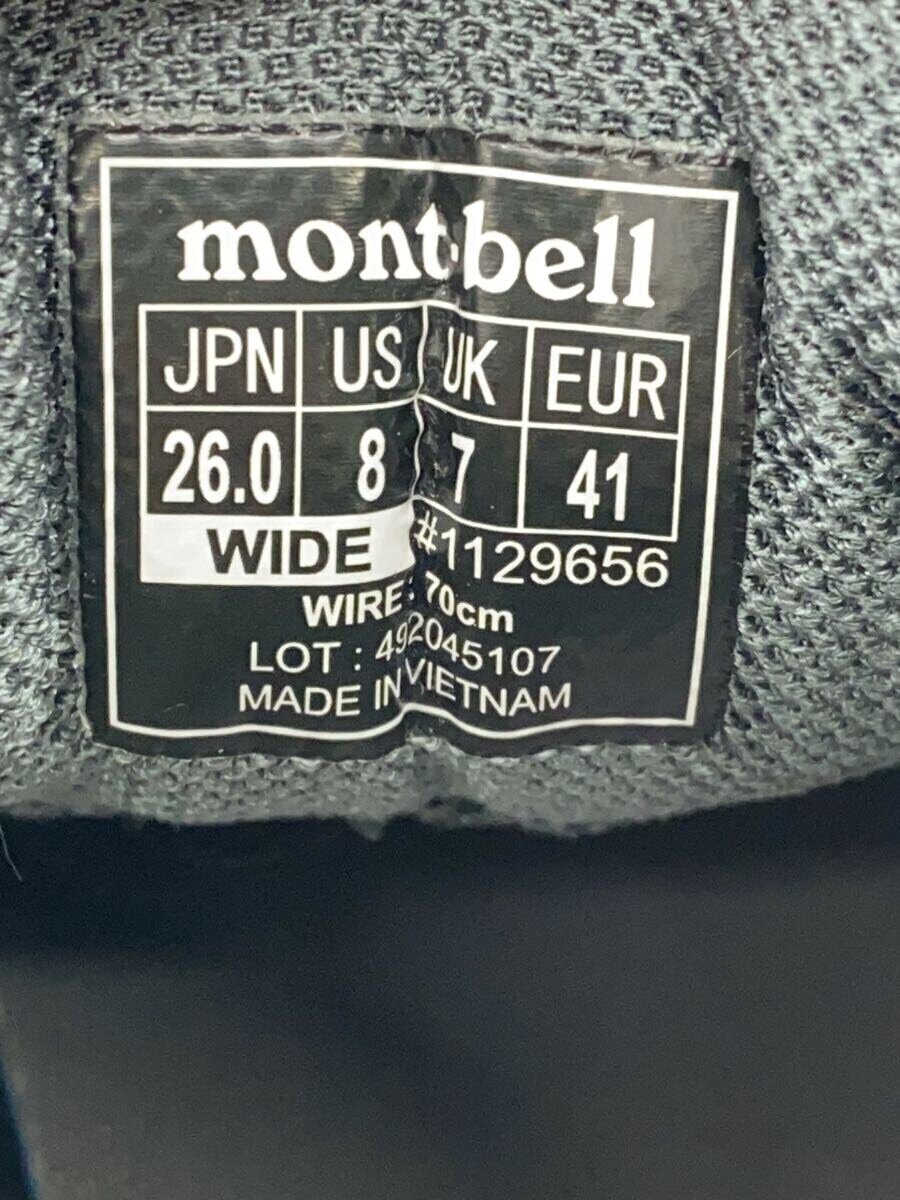 mont-bell
JPN US UK EUR
26.0 8 7 41
WIDE #1129656
WIRE:70cm
LOT : 492045107
MADE IN VIETNAM